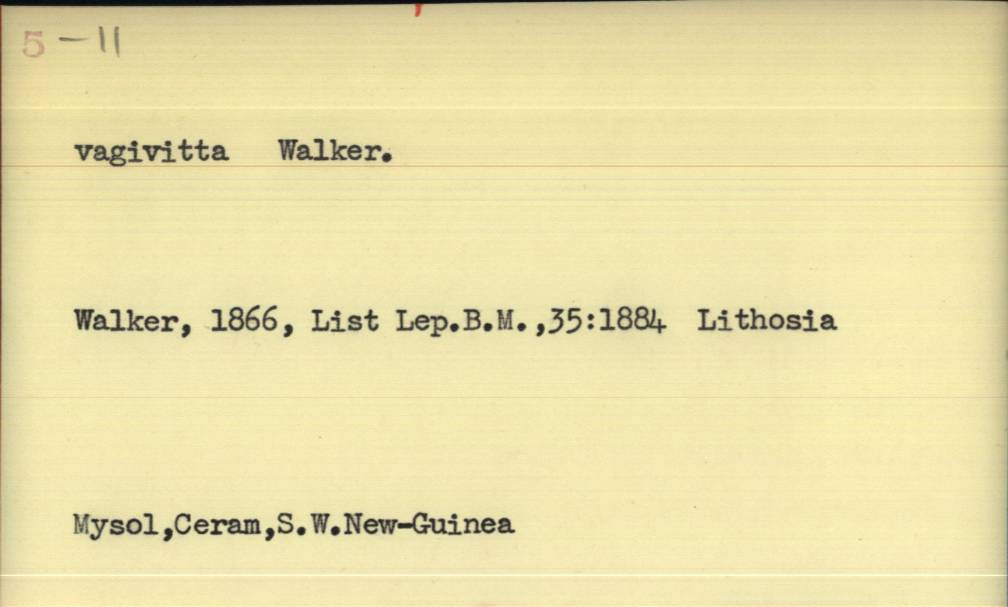 5 - 11
vagivitta Walker.
Walker, 1866, List Lep.B.M.,35:1884 Lithosia
Mysol,Ceram,S.W.New-Guinea